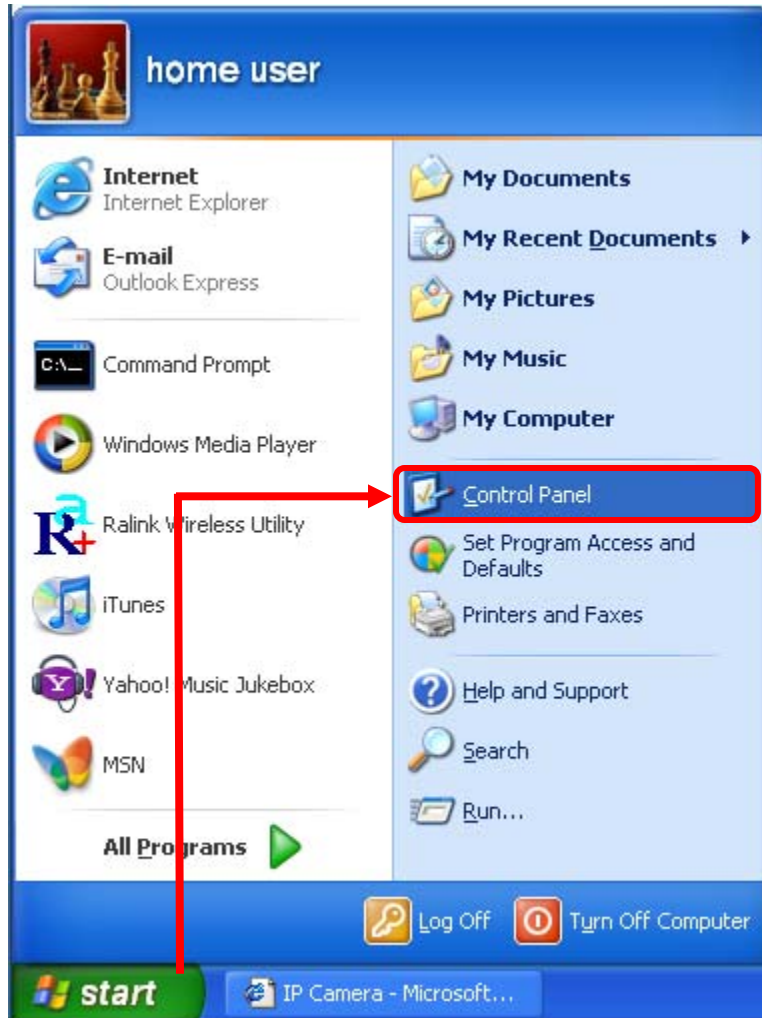 home user
Internet
Internet Explorer
E-mail
Outlook Express
C:\_
Command Prompt
Windows Media Player
Ralink Wireless Utility
iTunes
Yahoo! Music Jukebox
MSN
All Programs
My Documents
My Recent Documents
My Pictures
My Music
My Computer
Control Panel
Set Program Access and
Defaults
Printers and Faxes
Help and Support
Search
Run...
Log Off
Turn Off Computer
start
IP Camera - Microsoft...